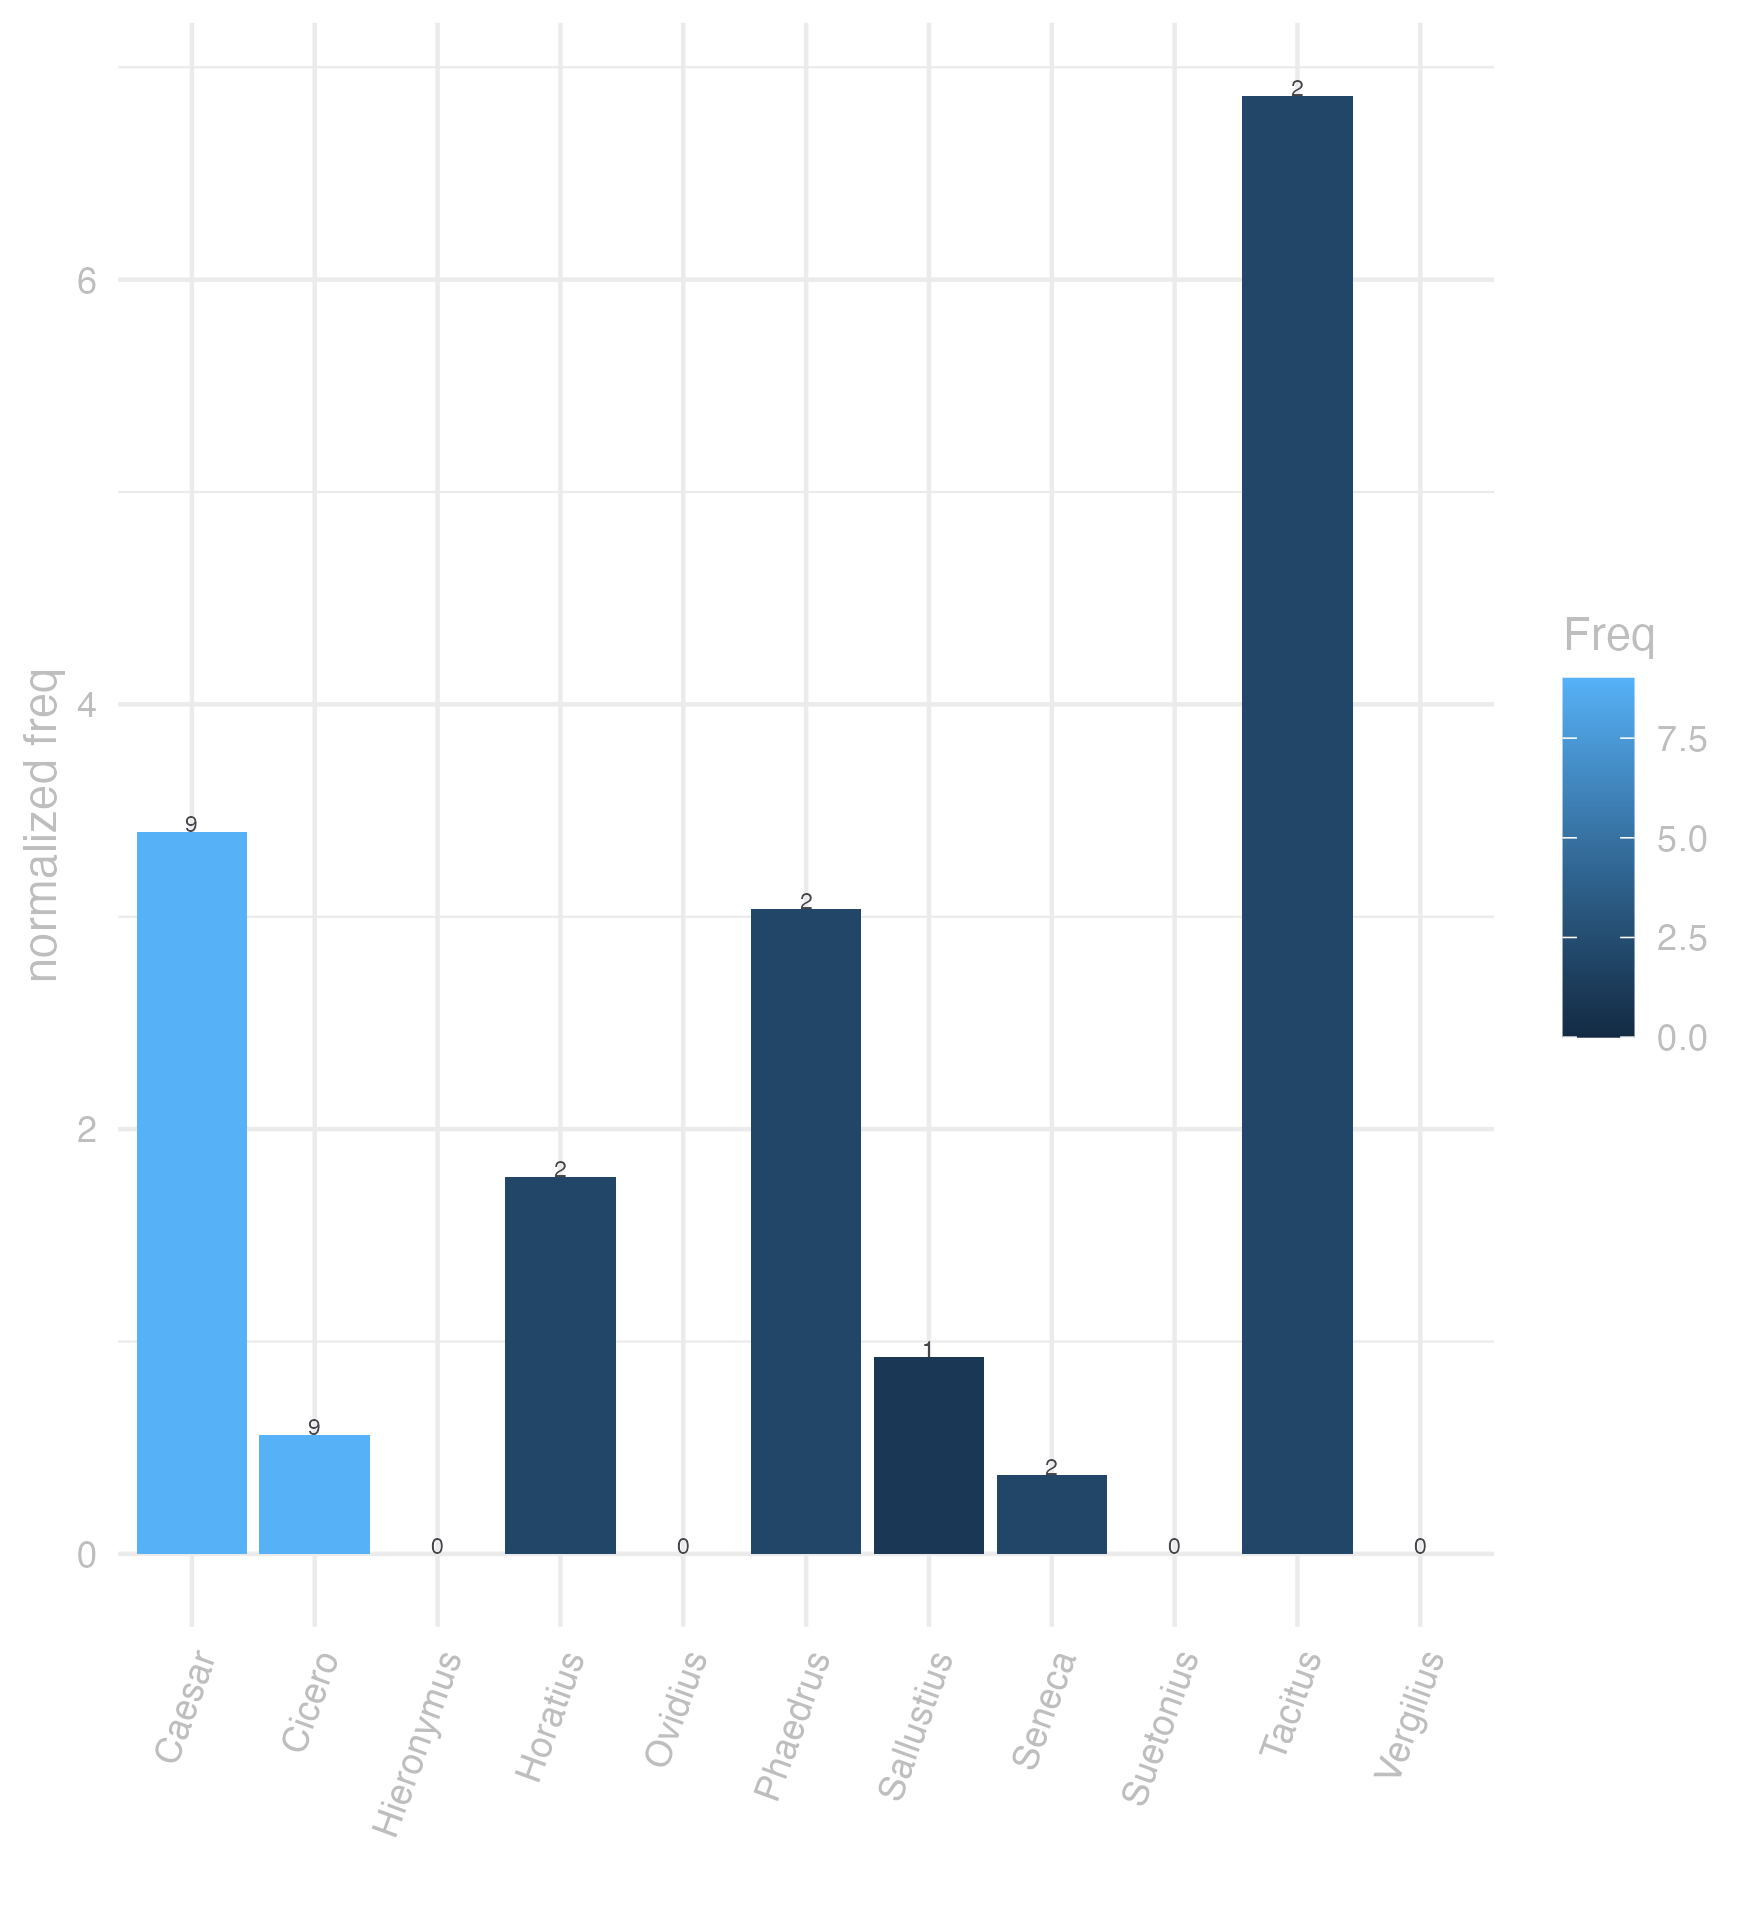 normalized freq
6
4
2
0
9
9
0
2
0
2
1
2
0
2
0
Caesar
Cicero
Hieronymus
Horatius
Ovidius
Phaedrus
Sallustius
Seneca
Suetonius
Tacitus
Vergilius
Freq
7.5
5.0
2.5
0.0